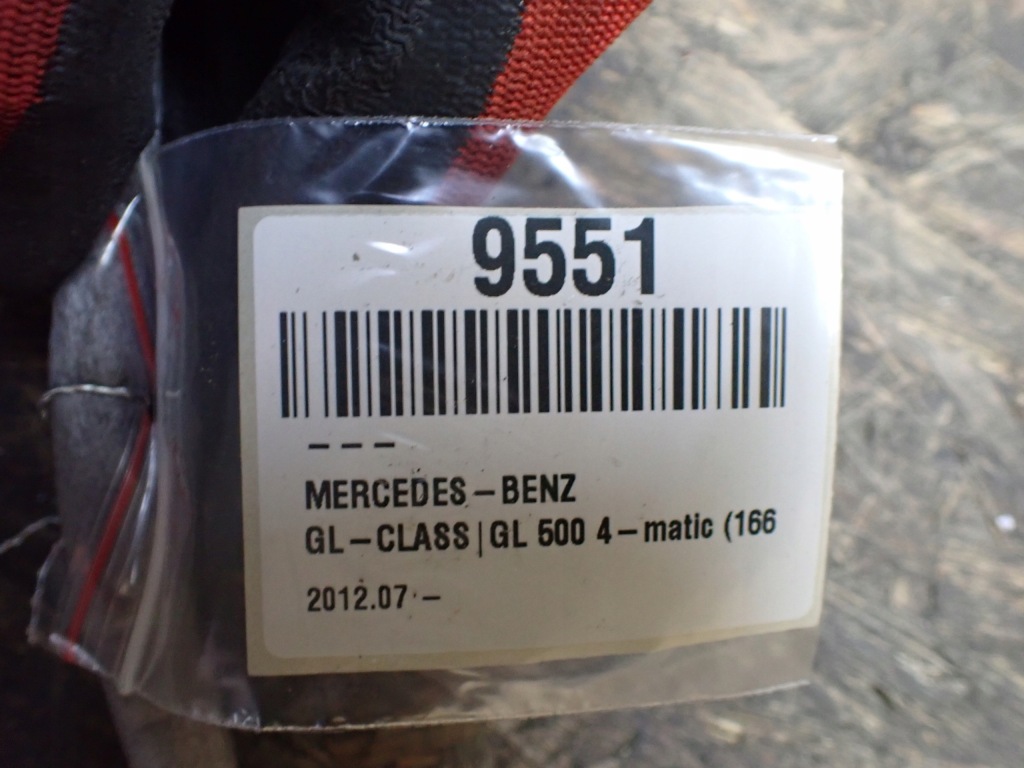 9551
---
MERCEDES-BENZ
GL-CLASS|GL 500 4-matic (166
2012.07 -